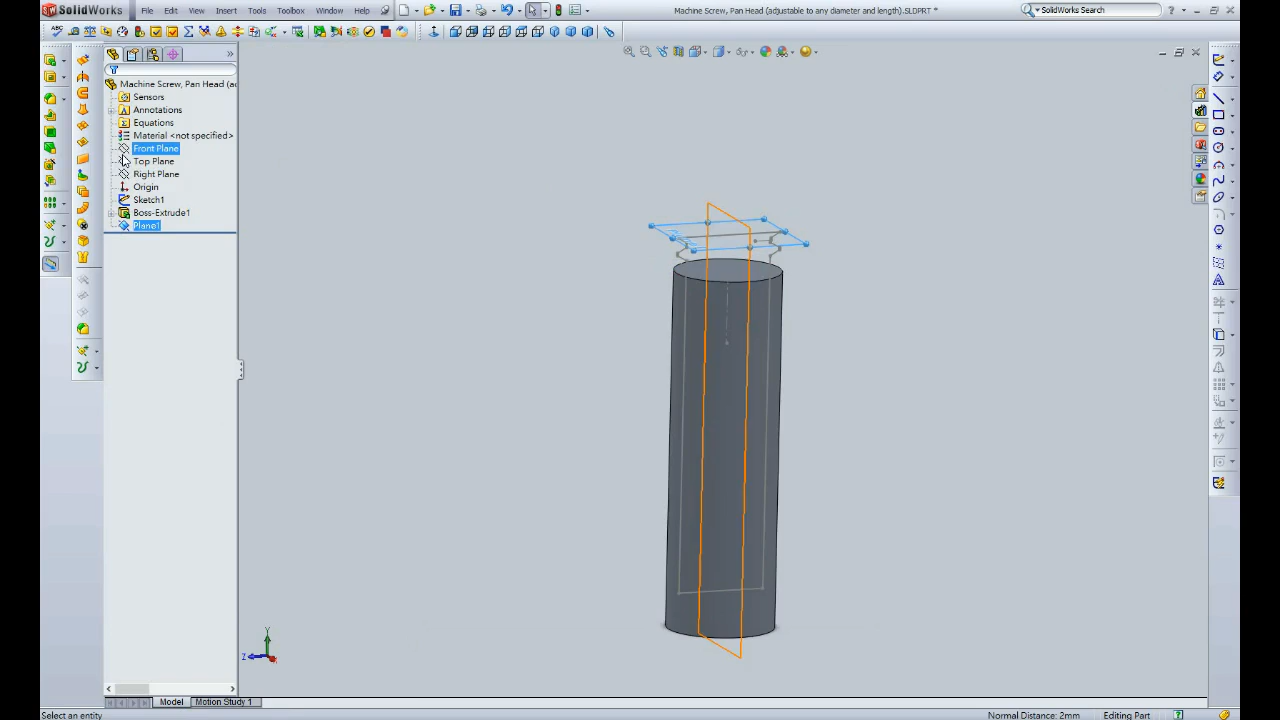 SolidWorks File Edit View Insert Tools Toolbox Window Help Machine Screw, Pan Head (adjustable to any diameter and length).SLDPRT * SolidWorks Search
Machine Screw, Pan Head (ac
Sensors
Annotations
Equations
Material <not specified>
Front Plane
Top Plane
Right Plane
Origin
Sketch1
Boss-Extrude1
Plane1
Y
Z
Model Motion Study 1
Select an entity Normal Distance: 2mm Editing Part